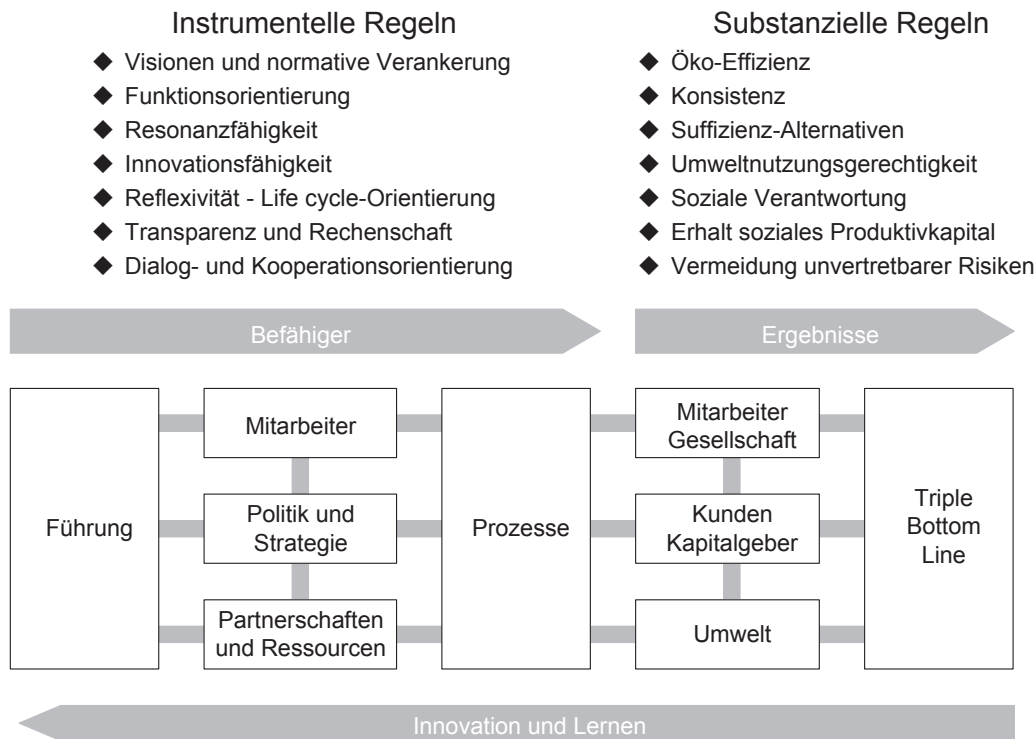 Instrumentelle Regeln
◆ Visionen und normative Verankerung
◆ Funktionsorientierung
◆ Resonanzfähigkeit
◆ Innovationsfähigkeit
◆ Reflexivität - Life cycle-Orientierung
◆ Transparenz und Rechenschaft
◆ Dialog- und Kooperationsorientierung
Substanzielle Regeln
◆ Öko-Effizienz
◆ Konsistenz
◆ Suffizienz-Alternativen
◆ Umweltnutzungsgerechtigkeit
◆ Soziale Verantwortung
◆ Erhalt soziales Produktivkapital
◆ Vermeidung unvertretbarer Risiken
Befähiger
Ergebnisse
Führung
Mitarbeiter
Politik und
Strategie
Partnerschaften
und Ressourcen
Prozesse
Mitarbeiter
Gesellschaft
Kunden
Kapitalgeber
Umwelt
Triple
Bottom
Line
Innovation und Lernen